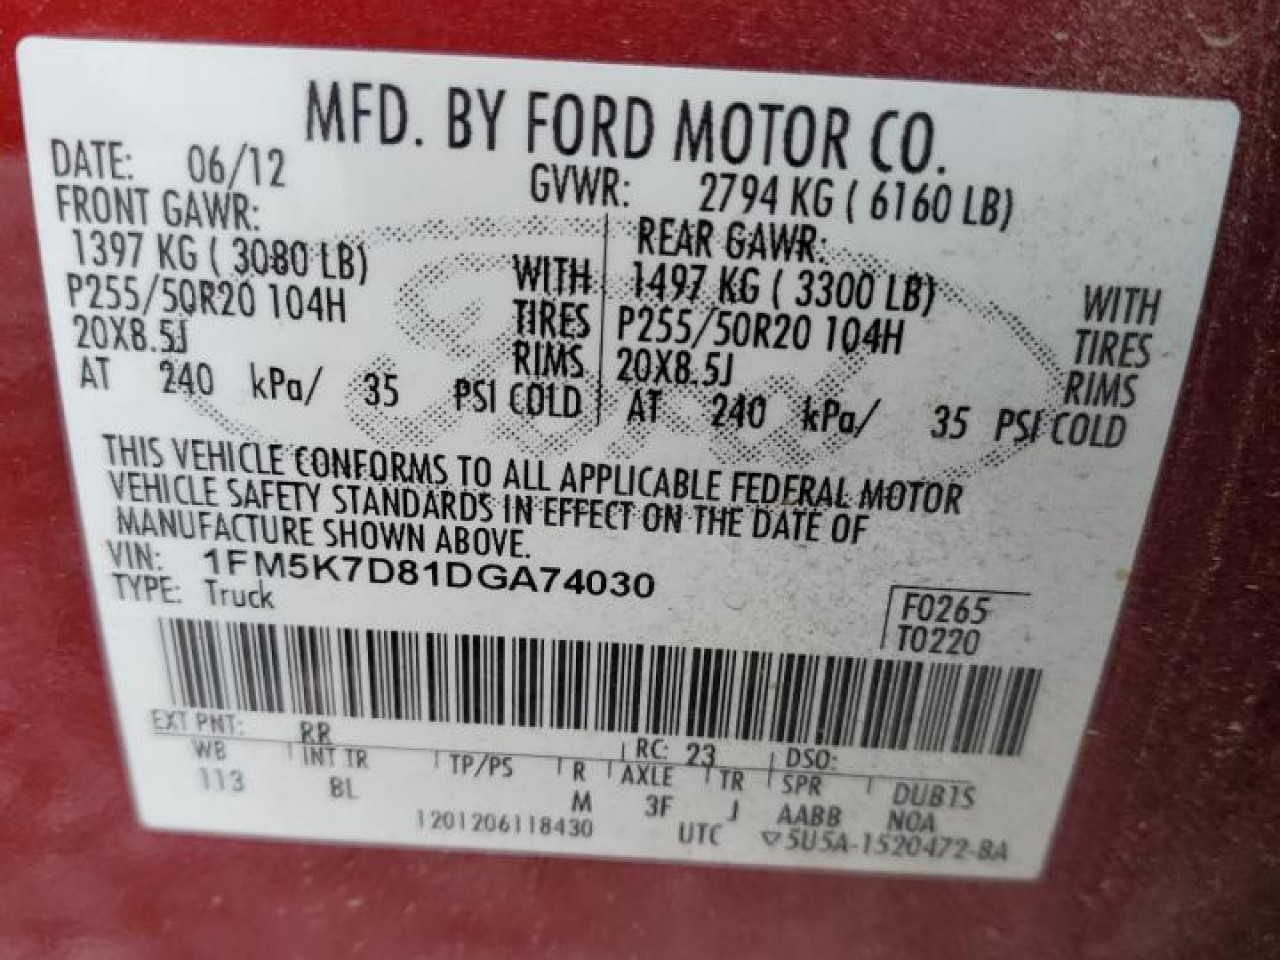 MFD. BY FORD MOTOR CO.
DATE: 06/12 GVWR: 2794 KG ( 6160 LB)
FRONT GAWR: REAR GAWR:
1397 KG ( 3080 LB) WITH 1497 KG ( 3300 LB) WITH
P255/50R20 104H TIRES P255/50R20 104H TIRES
20X8.5J RIMS 20X8.5J RIMS
AT 240 kPa/ 35 PSI COLD AT 240 kPa/ 35 PSI COLD
THIS VEHICLE CONFORMS TO ALL APPLICABLE FEDERAL MOTOR
VEHICLE SAFETY STANDARDS IN EFFECT ON THE DATE OF
MANUFACTURE SHOWN ABOVE.
VIN: 1FM5K7D81DGA74030
TYPE: Truck F0265
T0220
EXT PNT: RR RC: 23 DSO:
WB INT TR TP/PS R AXLE TR SPR DUBTS
113 BL M 3F J AABB NOA
1201206118430 UTC ▽5U5A-1520472-BA
Ford